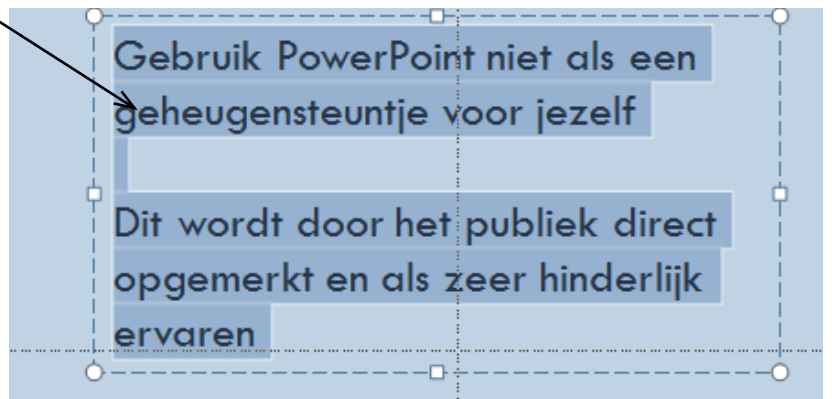 Gebruik PowerPoint niet als een
geheugensteuntje voor jezelf
Dit wordt door het publiek direct
opgemerkt en als zeer hinderlijk
ervaren